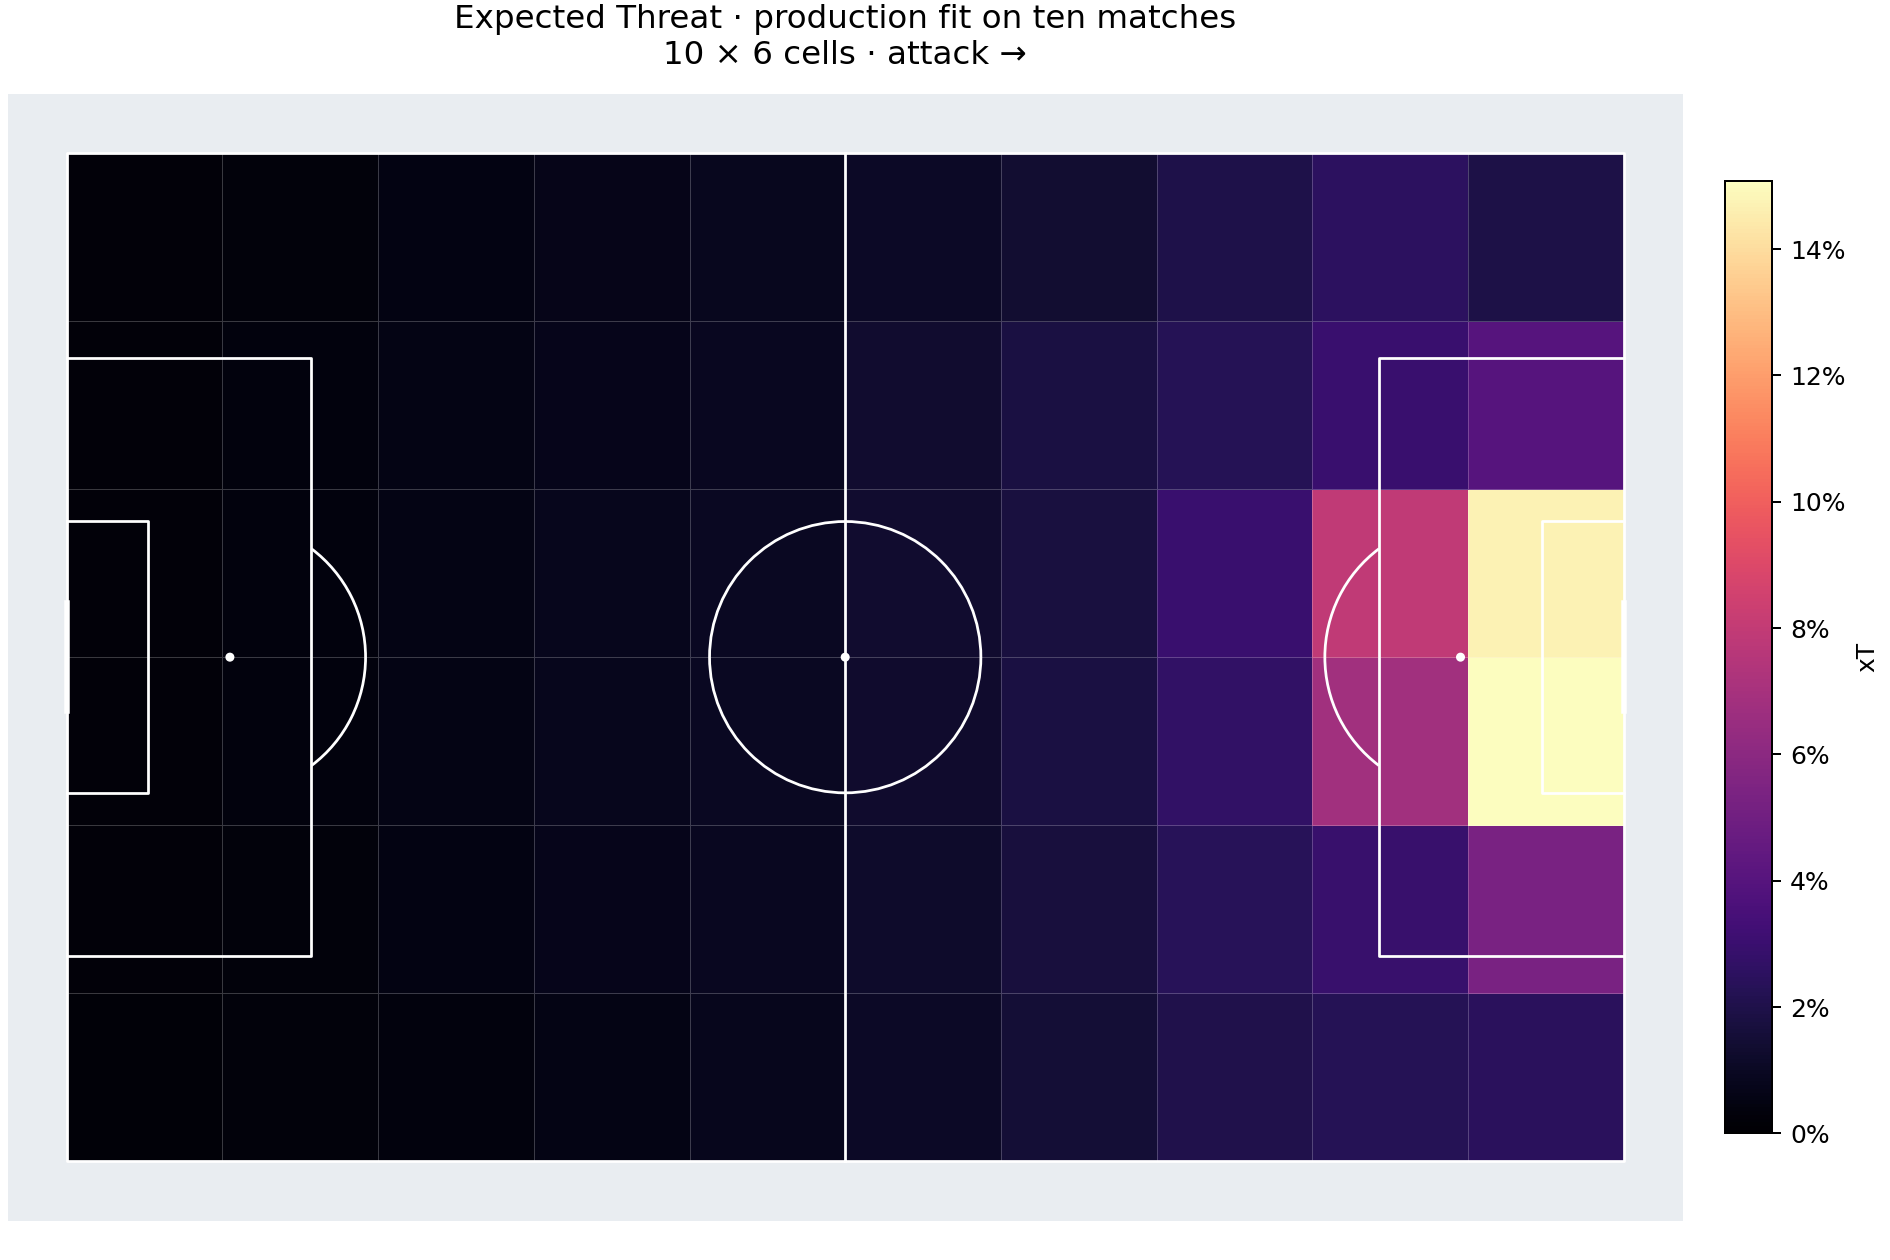 Expected Threat · production fit on ten matches
10 × 6 cells · attack →
14%
12%
10%
8%
6%
4%
2%
0%
xT